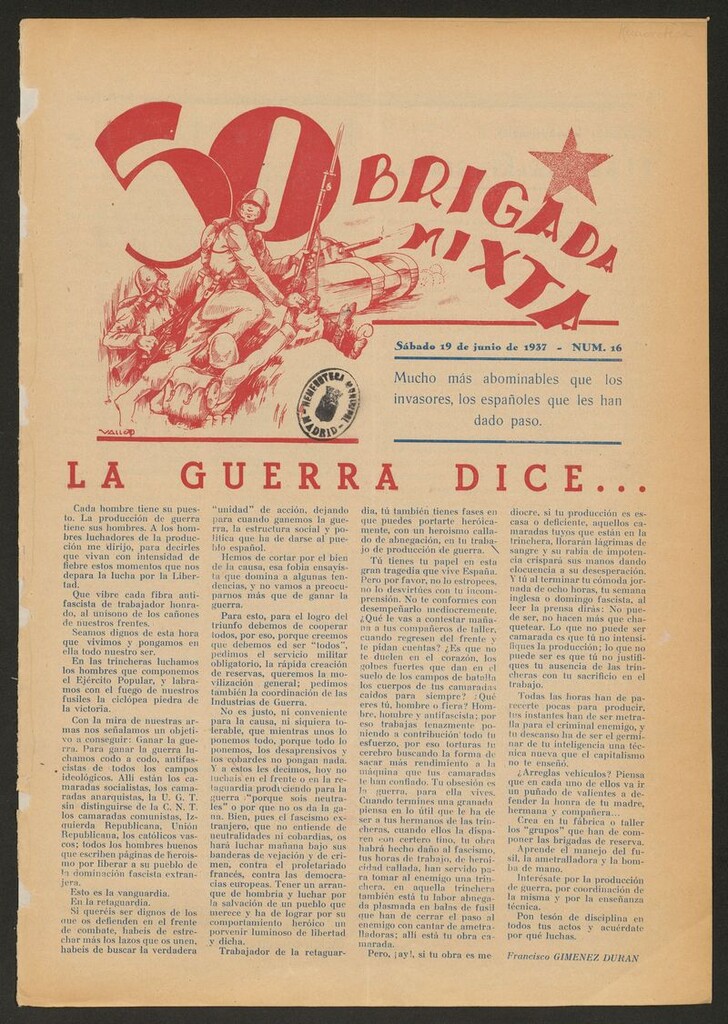 50 BRIGADA MIXTA
VALLEJO
HEMEROTECA MUNICIPAL
MADRID
Sábado 19 de junio de 1937 - NUM. 16
Mucho más abominables que los
invasores, los españoles que les han
dado paso.
LA GUERRA DICE...
Cada hombre tiene su pues-
to. La producción de guerra
tiene sus hombres. A los hom-
bres luchadores de la produc-
ción me dirijo, para decirles
que vivan con intensidad de
fiebre estos momentos que nos
depara la lucha por la Liber-
tad.
Que vibre cada fibra anti-
fascista de trabajador honra-
do, al unísono de los cañones
de nuestros frentes.
Seamos dignos de esta hora
que vivimos y pongamos en
ella todo nuestro ser.
En las trincheras luchamos
los hombres que componemos
el Ejército Popular, y labra-
mos con el fuego de nuestros
fusiles la ciclópea piedra de
la victoria.
Con la mira de nuestras ar-
mas nos señalamos un objeti-
vo a conseguir: Ganar la gue-
rra. Para ganar la guerra lu-
chamos codo a codo, antifas-
cistas de todos los campos
ideológicos. Allí están los ca-
maradas socialistas, los cama-
radas anarquistas, la U. G. T.
sin distinguirse de la C. N. T.
los camaradas comunistas, Iz-
quierda Republicana, Unión
Republicana, los católicos vas-
cos; todos los hombres buenos
que escriben páginas de herois-
mo por liberar a su pueblo de
la dominación fascista extran-
jera.
Esto es la vanguardia.
En la retaguardia.
Si queréis ser dignos de los
que os defienden en el frente
de combate, habeis de estre-
char más los lazos que os unen,
habeis de buscar la verdadera
"unidad" de acción, dejando
para cuando ganemos la gue-
rra, la estructura social y po-
lítica que ha de darse al pue-
blo español.
Hemos de cortar por el bien
de la causa, esa fobia ensayis-
ta que domina a algunas ten-
dencias, y no vamos a preocu-
parnos más que de ganar la
guerra.
Para esto, para el logro del
triunfo debemos de cooperar
todos, por eso, porque creemos
que debemos ed ser "todos",
pedimos el servicio militar
obligatorio, la rápida creación
de reservas, queremos la mo-
vilización general; pedimos
también la coordinación de las
Industrias de Guerra.
No es justo, ni conveniente
para la causa, ni siquiera to-
lerable, que mientras unos lo
ponemos todo, porque todo lo
ponemos, los desaprensivos y
los cobardes no pongan nada.
Y a estos les decimos, hoy no
lucháis en el frente o en la re-
taguardia produciendo para la
guerra "porque sois neutra-
les" o por que no os da la ga-
na. Bien, pues el fascismo ex-
tranjero, que no entiende de
neutralidades ni cobardías, os
hará luchar mañana bajo sus
banderas de vejación y de cri-
men, contra el proletariado
francés, contra las democra-
cias europeas. Tener un arran-
que de hombría y luchar por
la salvación de un pueblo que
merece y ha de lograr por su
comportamiento heróico un
porvenir luminoso de libertad
y dicha.
Trabajador de la retaguar-
dia, tú también tienes fases en
que puedes portarte heróica-
mente, con un heroísmo calla-
do de abnegación, en tu traba-
jo de producción de guerra.
Tú tienes tu papel en esta
gran tragedia que vive España.
Pero por favor, no lo estropees,
no lo desvirtúes con tu incom-
prensión. No te conformes con
desempeñarlo mediocremente.
¿Qué le vas a contestar maña-
na a tus compañeros de taller,
cuando regresen del frente y
te pidan cuentas? ¿Es que no
te duelen en el corazón, los
golpes fuertes que dan en el
suelo de los campos de batalla
los cuerpos de tus camaradas
caídos para siempre? ¿Qué
eres tú, hombre o fiera? Hom-
bre, hombre y antifascista; por
eso trabajas tenazmente po-
niendo a contribución todo tu
esfuerzo, por eso torturas tu
cerebro buscando la forma de
sacar más rendimiento a la
máquina que tus camaradas
te han confiado. Tu obsesión es
la guerra, para ella vives.
Cuando termines una granada
piensa en lo útil que le ha de
ser a tus hermanos de las trin-
cheras, cuando ellos la dispa-
ren con certero tino, tu obra
habrá hecho daño al fascismo,
tus horas de trabajo, de heroi-
cidad callada, han servido pa-
ra tomar al enemigo una trin-
chera, en aquella trinchera
también está tu labor abnega-
da plasmada en balas de fusil
que han de cerrar el paso al
enemigo con cantar de ametra-
lladoras; allí está tu obra ca-
marada.
Pero, ¡ay!, si tu obra es me
diocre, si tu producción es es-
casa o deficiente, aquellos ca-
maradas tuyos que están en la
trinchera, llorarán lágrimas de
sangre y su rabia de impoten-
cia crispará sus manos dando
elocuencia a su desesperación.
Y tú al terminar tu cómoda jor-
nada de ocho horas, tu semana
inglesa o domingo fascista, al
leer la prensa dirás: No pue-
de ser, no hacen más que cha-
quetear. Lo que no puede ser
camarada es que tú no intensi-
fiques la producción; lo que no
puede ser es que tú no justifi-
ques tu ausencia de las trin-
cheras con tu sacrificio en el
trabajo.
Todas las horas han de pa-
recerte pocas para producir,
tus instantes han de ser metra-
lla para el criminal enemigo, y
tu descanso ha de ser el germi-
nar de tu inteligencia una téc-
nica nueva que el capitalismo
no te enseñó.
¿Arreglas vehículos? Piensa
que en cada uno de ellos va ir
un puñado de valientes a de-
fender la honra de tu madre,
hermana y compañera...
Crea en tu fábrica o taller
los "grupos" que han de com-
poner las brigadas de reserva.
Aprende el manejo del fu-
sil, la ametralladora y la bom-
ba de mano.
Interésate por la producción
de guerra, por coordinación de
la misma y por la enseñanza
técnica.
Pon tesón de disciplina en
todos tus actos y acuérdate
por qué luchas.
Francisco GIMENEZ DURAN